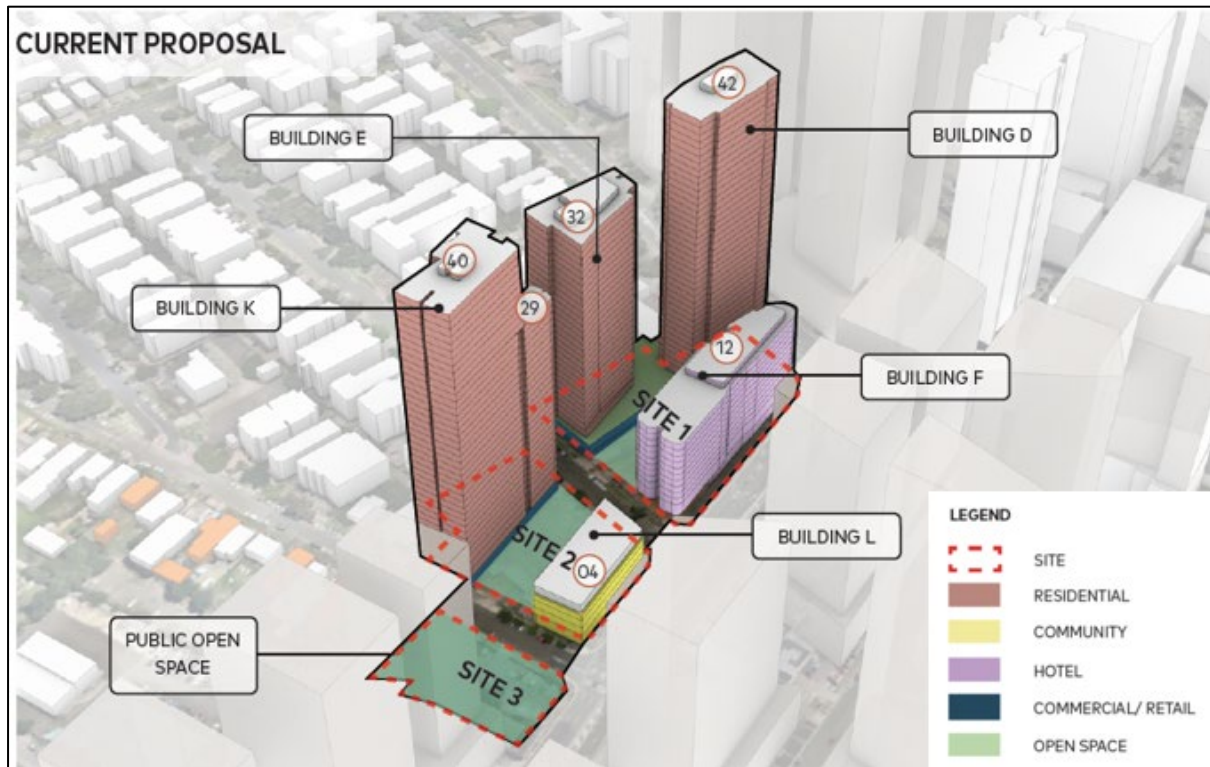 CURRENT PROPOSAL
42
BUILDING E
BUILDING D
32
40
BUILDING K
29
12
BUILDING F
SITE 1
SITE 2
BUILDING L
04
PUBLIC OPEN
SPACE
SITE 3
LEGEND
SITE
RESIDENTIAL
COMMUNITY
HOTEL
COMMERCIAL/ RETAIL
OPEN SPACE